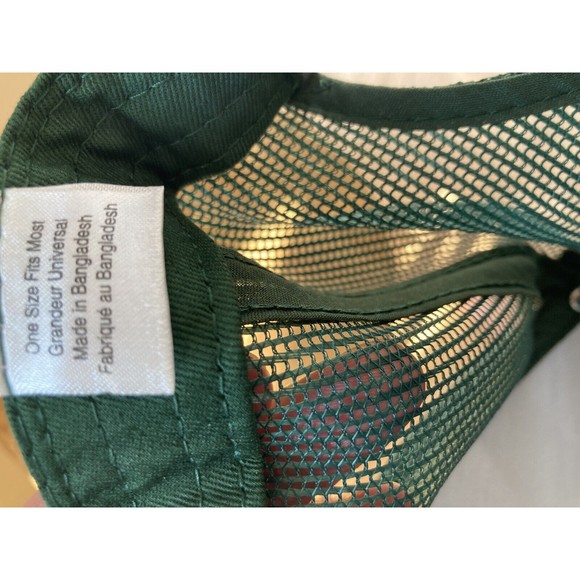 One Size Fits Most
Grandeur Universal
Made in Bangladesh
Fabriqué au Bangladesh